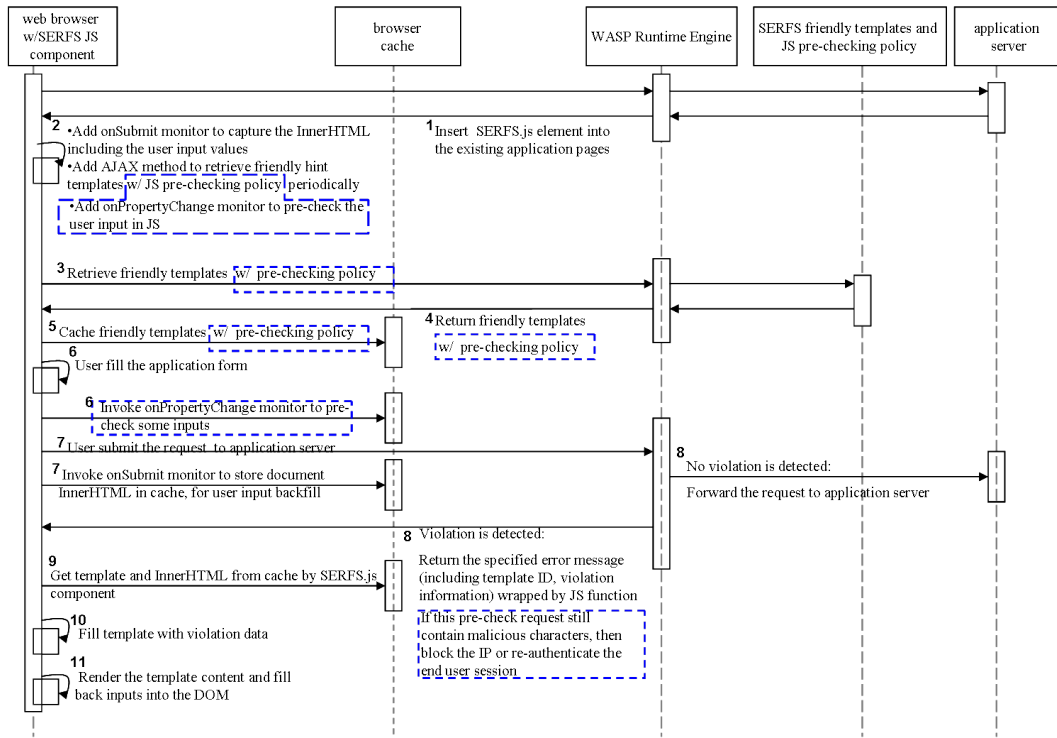 web browser
w/SERFS JS
component
browser
cache
WASP Runtime Engine
SERFS friendly templates and
JS pre-checking policy
application
server
2
•Add onSubmit monitor to capture the InnerHTML
including the user input values
•Add AJAX method to retrieve friendly hint
templates w/ JS pre-checking policy periodically
•Add onPropertyChange monitor to pre-check the
user input in JS
1 Insert SERFS.js element into
the existing application pages
3 Retrieve friendly templates w/ pre-checking policy
4 Return friendly templates
w/ pre-checking policy
5 Cache friendly templates w/ pre-checking policy
6
User fill the application form
6 Invoke onPropertyChange monitor to pre-
check some inputs
7 User submit the request to application server
8
No violation is detected:
Forward the request to application server
7 Invoke onSubmit monitor to store document
InnerHTML in cache, for user input backfill
8 Violation is detected:
Return the specified error message
(including template ID, violation
information) wrapped by JS function
If this pre-check request still
contain malicious characters, then
block the IP or re-authenticate the
end user session
9
Get template and InnerHTML from cache by SERFS.js
component
10
Fill template with violation data
11
Render the template content and fill
back inputs into the DOM